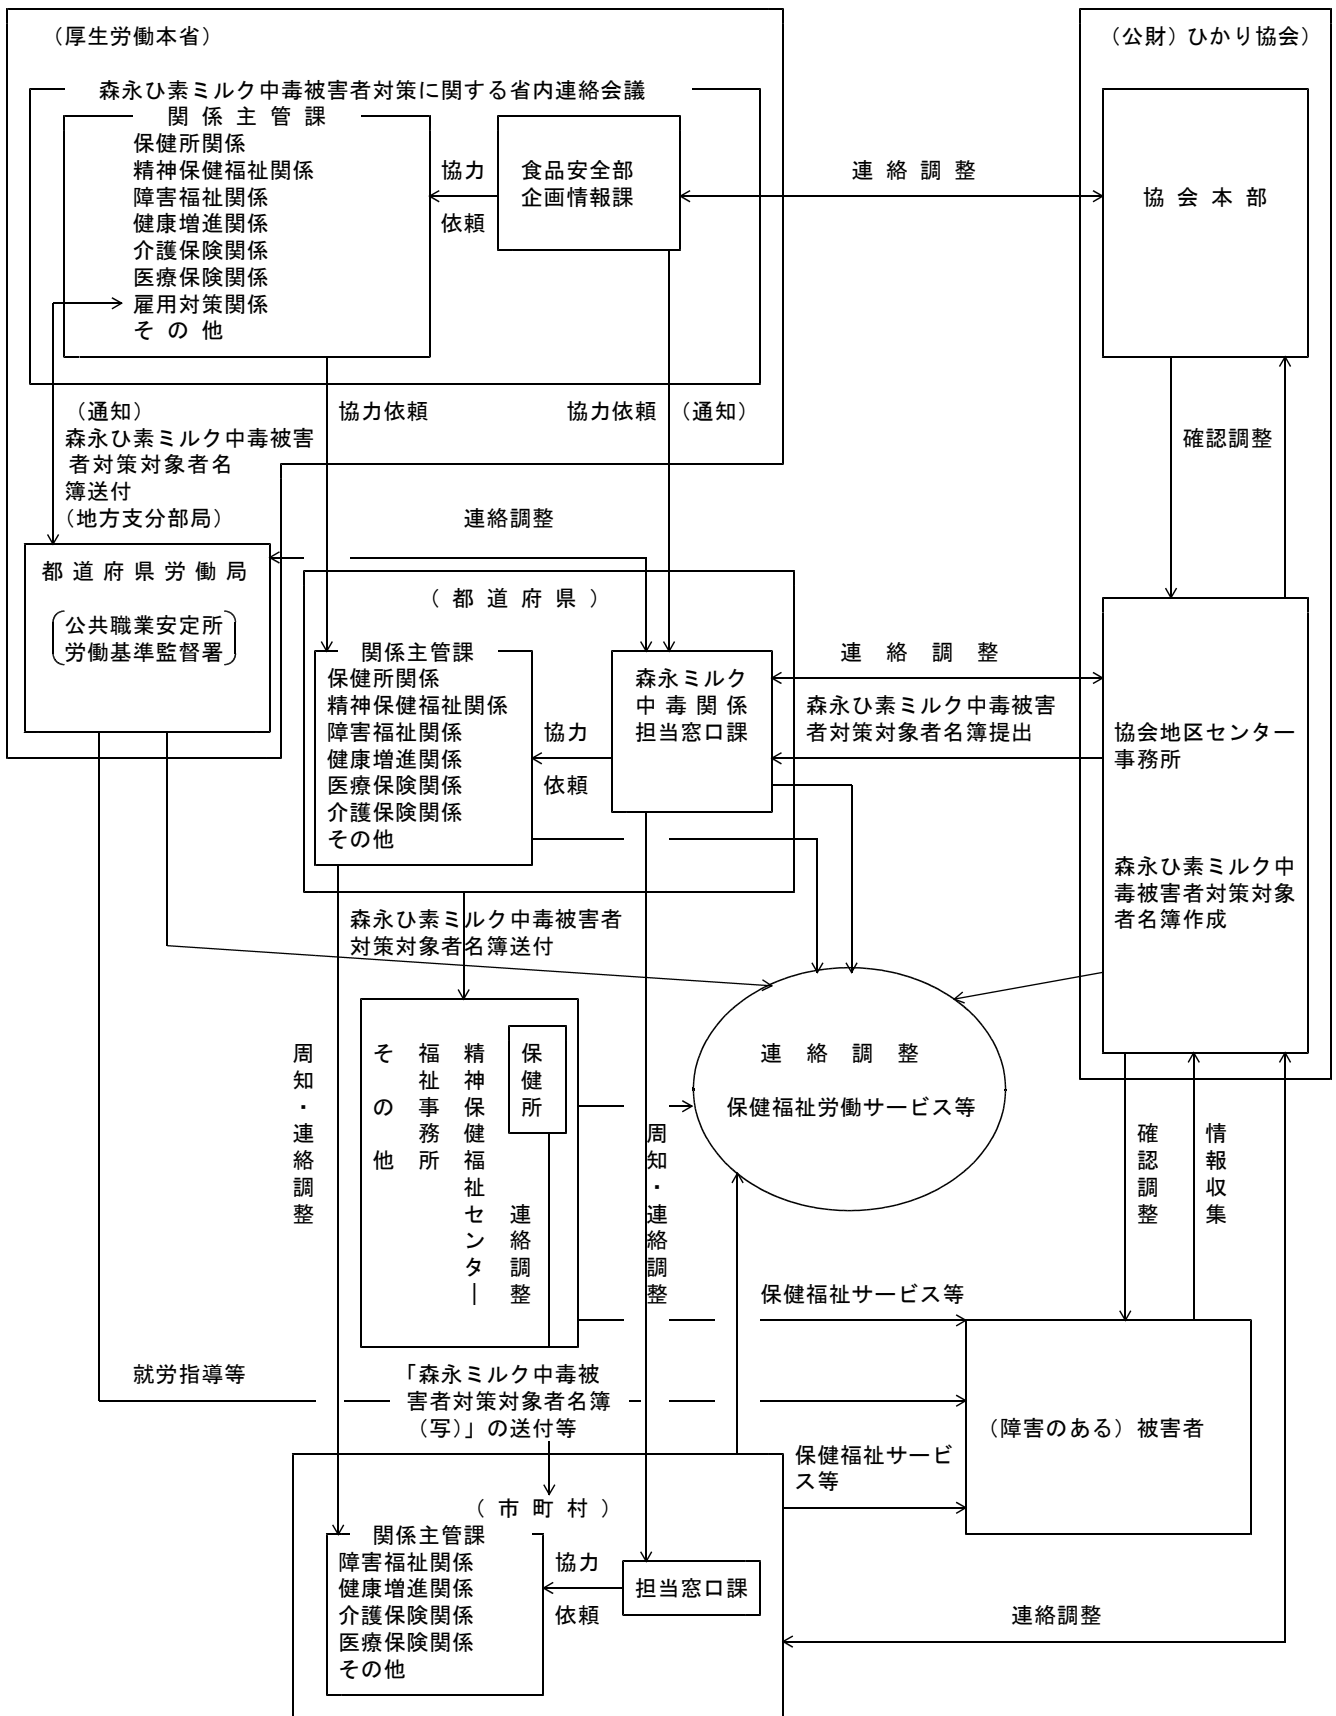 （厚生労働本省）
（公財）ひかり協会）
森永ひ素ミルク中毒被害者対策に関する省内連絡会議
関係主管課
保健所関係
精神保健福祉関係
障害福祉関係
健康増進関係
介護保険関係
医療保険関係
雇用対策関係
その他
協力
依頼
食品安全部
企画情報課
連絡調整
協会本部
（通知）
森永ひ素ミルク中毒被害
者対策対象者名
簿送付
（地方支分部局）
協力依頼
協力依頼
（通知）
確認調整
連絡調整
都道府県労働局
公共職業安定所
労働基準監督署
（都道府県）
関係主管課
保健所関係
精神保健福祉関係
障害福祉関係
健康増進関係
医療保険関係
介護保険関係
その他
協力
依頼
森永ミルク
中毒関係
担当窓口課
連絡調整
森永ひ素ミルク中毒被害
者対策対象者名簿提出
協会地区センター
事務所
森永ひ素ミルク中
毒被害者対策対象
者名簿作成
森永ひ素ミルク中毒被害者
対策対象者名簿送付
周知・連絡調整
その他
福祉事務所
精神保健福祉センター
保健所
連絡調整
周知・連絡調整
連絡調整
保健福祉労働サービス等
確認調整
情報収集
保健福祉サービス等
就労指導等
「森永ミルク中毒被
害者対策対象者名簿
（写）」の送付等
（障害のある）被害者
保健福祉サービ
ス等
（市町村）
関係主管課
障害福祉関係
健康増進関係
介護保険関係
医療保険関係
その他
協力
依頼
担当窓口課
連絡調整